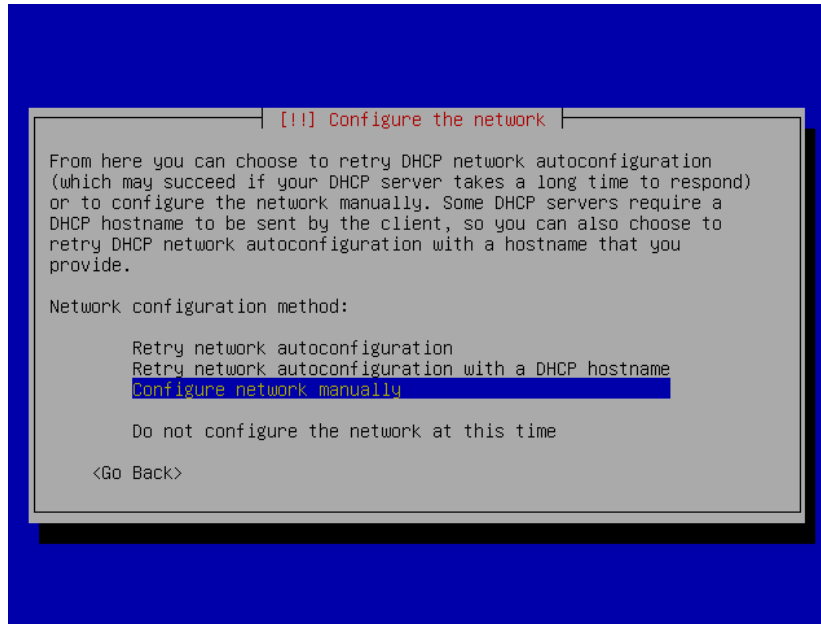 [!!] Configure the network
From here you can choose to retry DHCP network autoconfiguration
(which may succeed if your DHCP server takes a long time to respond)
or to configure the network manually. Some DHCP servers require a
DHCP hostname to be sent by the client, so you can also choose to
retry DHCP network autoconfiguration with a hostname that you
provide.
Network configuration method:
Retry network autoconfiguration
Retry network autoconfiguration with a DHCP hostname
Configure network manually
Do not configure the network at this time
<Go Back>